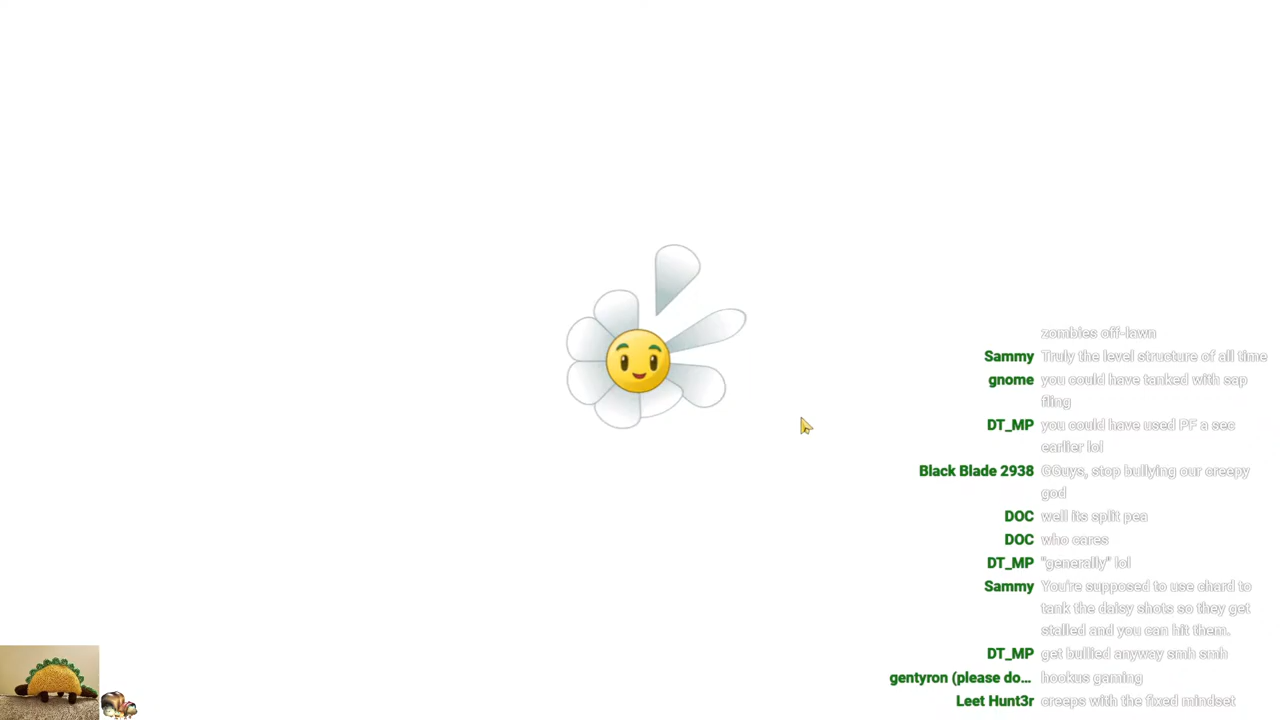 zombies off-lawn
Sammy Truly the level structure of all time
gnome you could have tanked with sap
fling
DT_MP you could have used PF a sec
earlier lol
Black Blade 2938 GGuys, stop bullying our creepy
god
DOC well its split pea
DOC who cares
DT_MP "generally" lol
Sammy You're supposed to use chard to
tank the daisy shots so they get
stalled and you can hit them.
DT_MP get bullied anyway smh smh
gentyron (please do... hookus gaming
Leet Hunt3r creeps with the fixed mindset